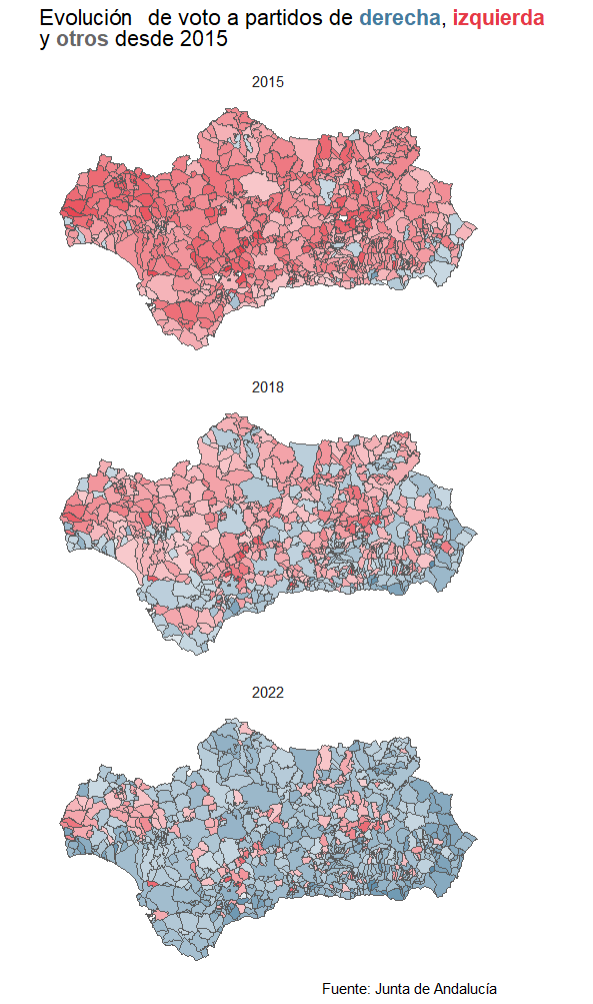 Evolución de voto a partidos de derecha, izquierda
y otros desde 2015
2015
2018
2022
Fuente: Junta de Andalucía